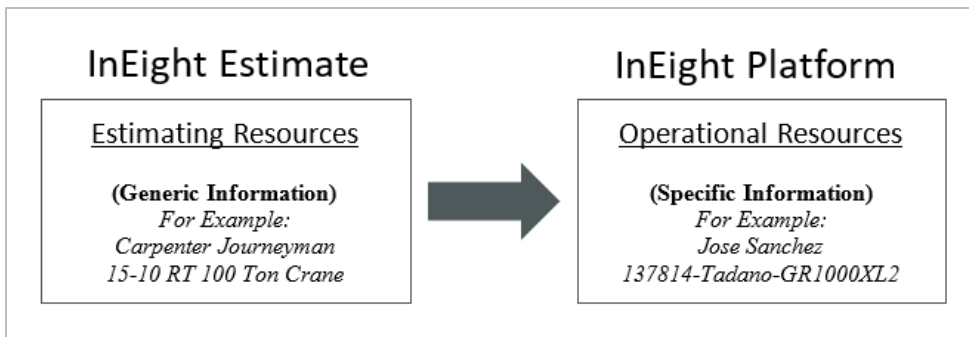 InEight Estimate
Estimating Resources
(Generic Information)
For Example:
Carpenter Journeyman
15-10 RT 100 Ton Crane
InEight Platform
Operational Resources
(Specific Information)
For Example:
Jose Sanchez
137814-Tadano-GR1000XL2